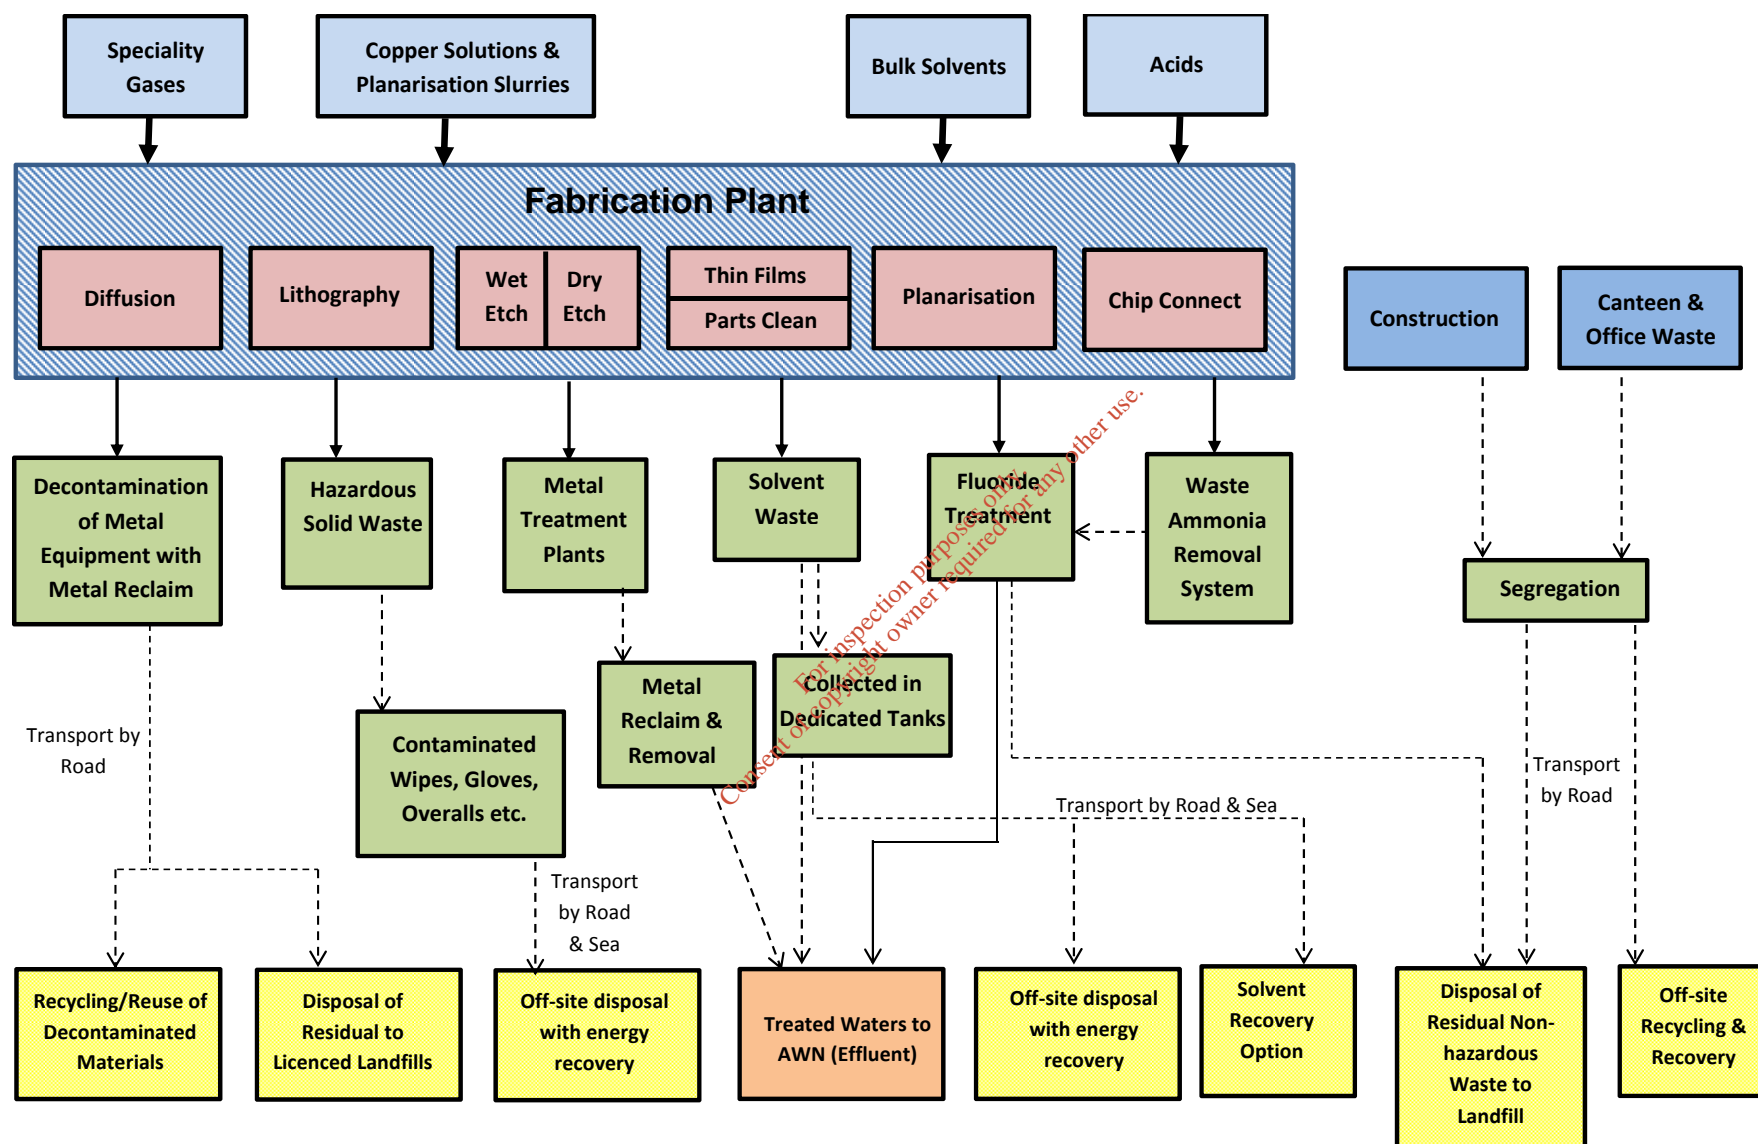 Speciality
Gases
Copper Solutions &
Planarisation Slurries
Bulk Solvents
Acids
Fabrication Plant
Diffusion
Lithography
Wet
Etch
Dry
Etch
Thin Films
Parts Clean
Planarisation
Chip Connect
Construction
Canteen &
Office Waste
Decontamination
of Metal
Equipment with
Metal Reclaim
Hazardous
Solid Waste
Metal
Treatment
Plants
Solvent
Waste
Fluoride
Treatment
Waste
Ammonia
Removal
System
Segregation
For inspection purposes only.
Consent of copyright owner required for any other use.
Metal
Reclaim &
Removal
Collected in
Dedicated Tanks
Contaminated
Wipes, Gloves,
Overalls etc.
Transport by
Road
Transport by Road & Sea
Transport
by Road
Transport
by Road
& Sea
Recycling/Reuse of
Decontaminated
Materials
Disposal of
Residual to
Licenced Landfills
Off-site disposal
with energy
recovery
Treated Waters to
AWN (Effluent)
Off-site disposal
with energy
recovery
Solvent
Recovery
Option
Disposal of
Residual Non-
hazardous
Waste to
Landfill
Off-site
Recycling &
Recovery